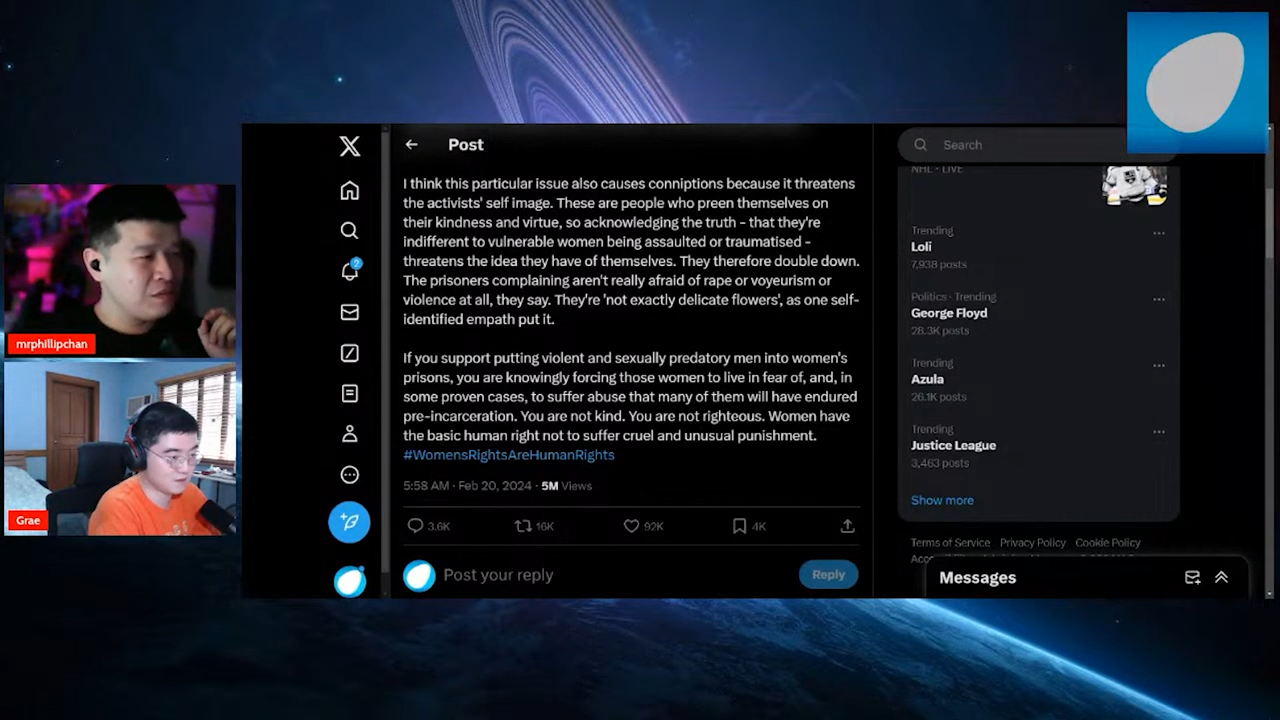 Post
Search
I think this particular issue also causes conniptions because it threatens
the activists' self image. These are people who preen themselves on
their kindness and virtue, so acknowledging the truth - that they're
indifferent to vulnerable women being assaulted or traumatised -
threatens the idea they have of themselves. They therefore double down.
The prisoners complaining aren't really afraid of rape or voyeurism or
violence at all, they say. They're 'not exactly delicate flowers', as one self-
identified empath put it.
If you support putting violent and sexually predatory men into women's
prisons, you are knowingly forcing those women to live in fear of, and, in
some proven cases, to suffer abuse that many of them will have endured
pre-incarceration. You are not kind. You are not righteous. Women have
the basic human right not to suffer cruel and unusual punishment.
#WomensRightsAreHumanRights
5:58 AM · Feb 20, 2024 · 5M Views
3.6K 16K 92K 4K
Post your reply
Reply
NHL · LIVE
Trending
Loli
7,938 posts
Politics · Trending
George Floyd
28.3K posts
Trending
Azula
26.1K posts
Trending
Justice League
3,463 posts
Show more
Terms of Service Privacy Policy Cookie Policy
Messages
2
mrphillipchan
Grae